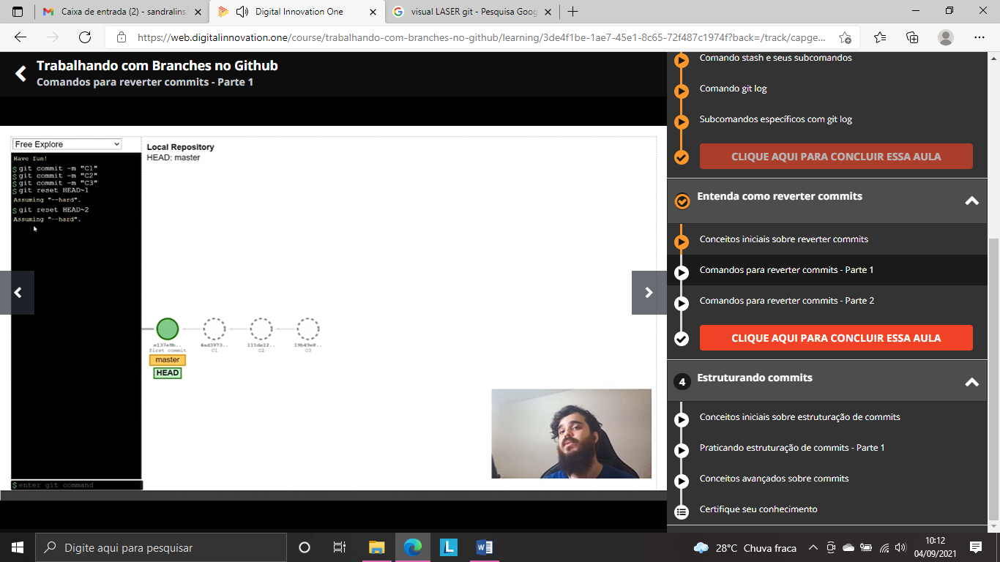 Caixa de entrada (2) - sandralins
Digital Innovation One
visual LASER git - Pesquisa Goog
https://web.digitalinnovation.one/course/trabalhando-com-branches-no-github/learning/3de4f1be-1ae7-45e1-8c65-72f487c1974f?back=/track/capge...
Trabalhando com Branches no Github
Comandos para reverter commits - Parte 1
Free Explore
Local Repository
HEAD: master
Have fun!
$ git commit -m "C1"
$ git commit -m "C2"
$ git commit -m "C3"
$ git reset HEAD~1
Assuming "--hard".
$ git reset HEAD~2
Assuming "--hard".
e137e9b..
first commit
4ad3973..
C1
111de12..
C2
19b49e8..
C3
master
HEAD
$ enter git command
Comando stash e seus subcomandos
Comando git log
Subcomandos específicos com git log
CLIQUE AQUI PARA CONCLUIR ESSA AULA
Entenda como reverter commits
Conceitos iniciais sobre reverter commits
Comandos para reverter commits - Parte 1
Comandos para reverter commits - Parte 2
CLIQUE AQUI PARA CONCLUIR ESSA AULA
4 Estruturando commits
Conceitos iniciais sobre estruturação de commits
Praticando estruturação de commits - Parte 1
Conceitos avançados sobre commits
Certifique seu conhecimento
Digite aqui para pesquisar
L
W
28°C Chuva fraca
10:12
04/09/2021